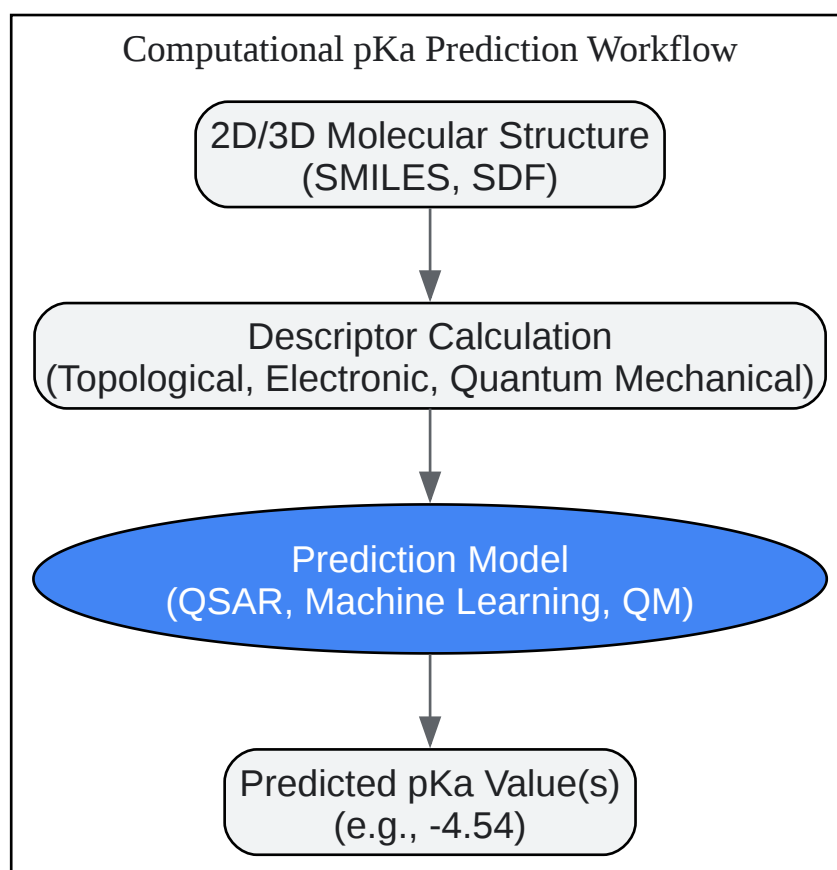 Computational pKa Prediction Workflow
2D/3D Molecular Structure
(SMILES, SDF)
Descriptor Calculation
(Topological, Electronic, Quantum Mechanical)
Prediction Model
(QSAR, Machine Learning, QM)
Predicted pKa Value(s)
(e.g., -4.54)